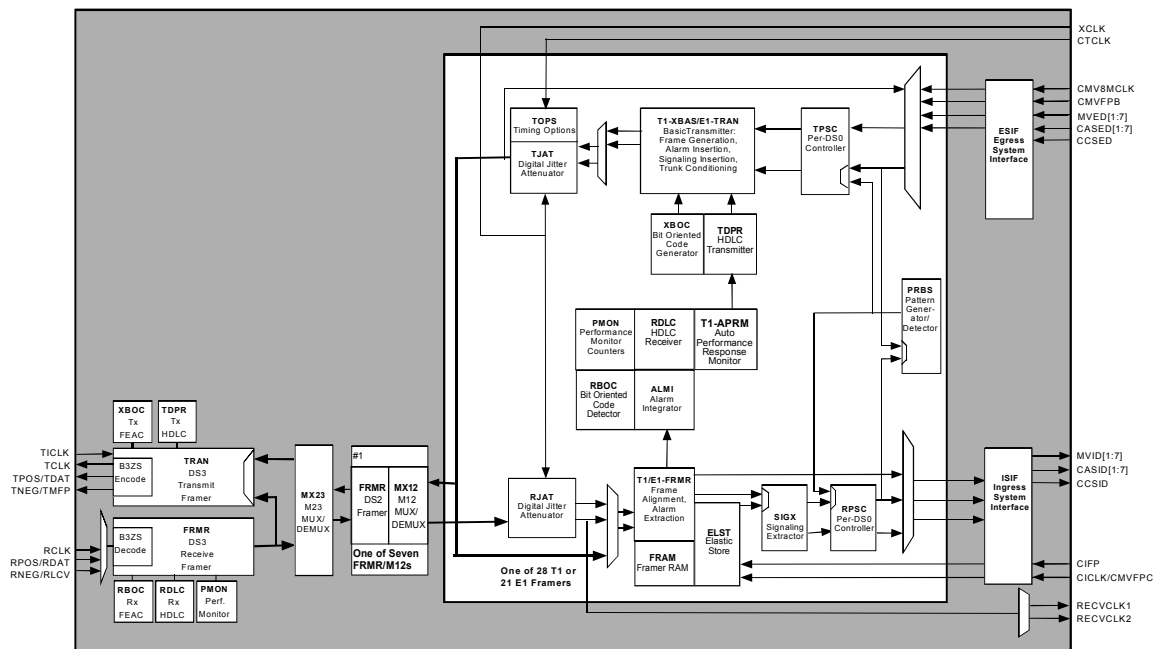 XCLK
CTCLK
CMV8MCLK
CMVFPB
MVED[1:7]
CASED[1:7]
CCSED
ESIF
Egress
System
Interface
TOPS
Timing Options
TJAT
Digital Jitter
Attenuator
T1-XBAS/E1-TRAN
BasicTransmitter:
Frame Generation,
Alarm Insertion,
Signaling Insertion,
Trunk Conditioning
TPSC
Per-DS0
Controller
XBOC
Bit Oriented
Code
Generator
TDPR
HDLC
Transmitter
PRBS
Pattern
Gener-
ator/
Detector
PMON
Performance
Monitor
Counters
RDLC
HDLC
Receiver
T1-APRM
Auto
Performance
Response
Monitor
RBOC
Bit Oriented
Code
Detector
ALMI
Alarm
Integrator
XBOC
Tx
FEAC
TDPR
Tx
HDLC
TICLK
TCLK
TPOS/TDAT
TNEG/TMFP
B3ZS
Encode
TRAN
DS3
Transmit
Framer
RCLK
RPOS/RDAT
RNEG/RLCV
B3ZS
Decode
FRMR
DS3
Receive
Framer
RBOC
Rx
FEAC
RDLC
Rx
HDLC
PMON
Perf.
Monitor
MX23
M23
MUX/
DEMUX
#1
FRMR
DS2
Framer
MX12
M12
MUX/
DEMUX
One of Seven
FRMR/M12s
RJAT
Digital Jitter
Attenuator
One of 28 T1 or
21 E1 Framers
T1/E1-FRMR
Frame
Alignment,
Alarm
Extraction
FRAM
Framer RAM
ELST
Elastic
Store
SIGX
Signaling
Extractor
RPSC
Per-DS0
Controller
ISIF
Ingress
System
Interface
MVID[1:7]
CASID[1:7]
CCSID
CIFP
CICLK/CMVFPC
RECVCLK1
RECVCLK2